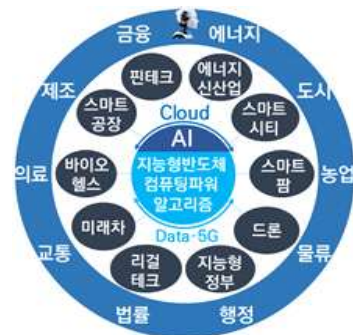 금융
에너지
제조
핀테크
에너지
신산업
도시
스마트
공장
Cloud
스마트
시티
AI
의료
바이오
헬스
지능형반도체
컴퓨팅파워
알고리즘
스마트
팜
농업
미래차
Data·5G
드론
교통
리걸
테크
지능형
정부
물류
법률
행정